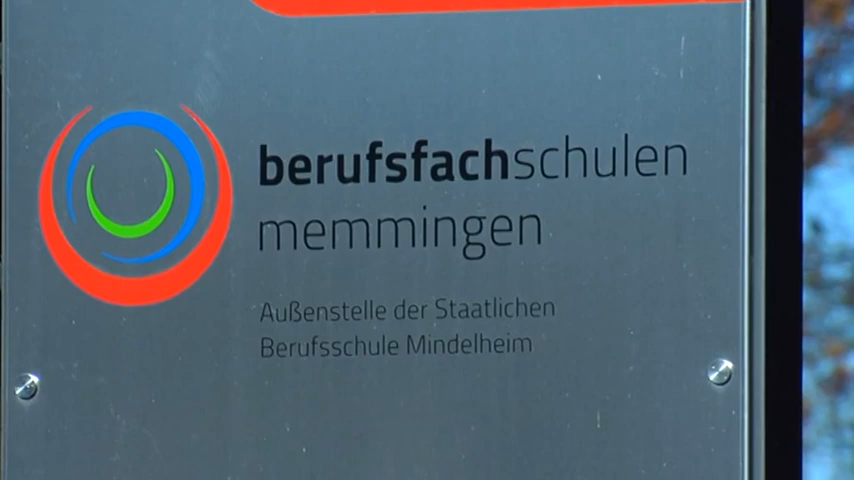 berufsfachschulen
memmingen
Außenstelle der Staatlichen
Berufsschule Mindelheim